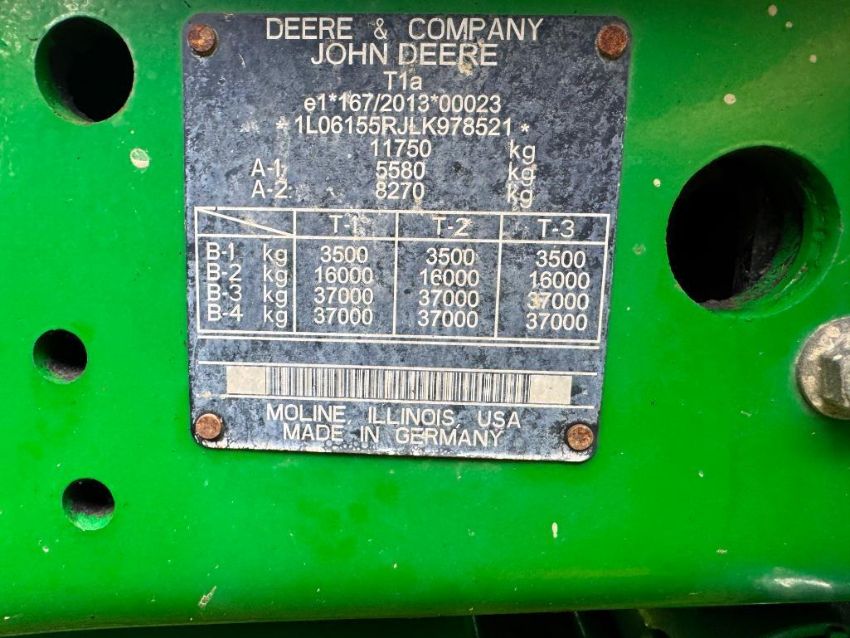 DEERE & COMPANY
JOHN DEERE
T1a
e1*167/2013*00023
*1L06155RJLK978521*
11750 kg
A-1: 5580 kg
A-2: 8270 kg
T-1 T-2 T-3
B-1 kg 3500 3500 3500
B-2 kg 16000 16000 16000
B-3 kg 37000 37000 37000
B-4 kg 37000 37000 37000
MOLINE ILLINOIS, USA
MADE IN GERMANY